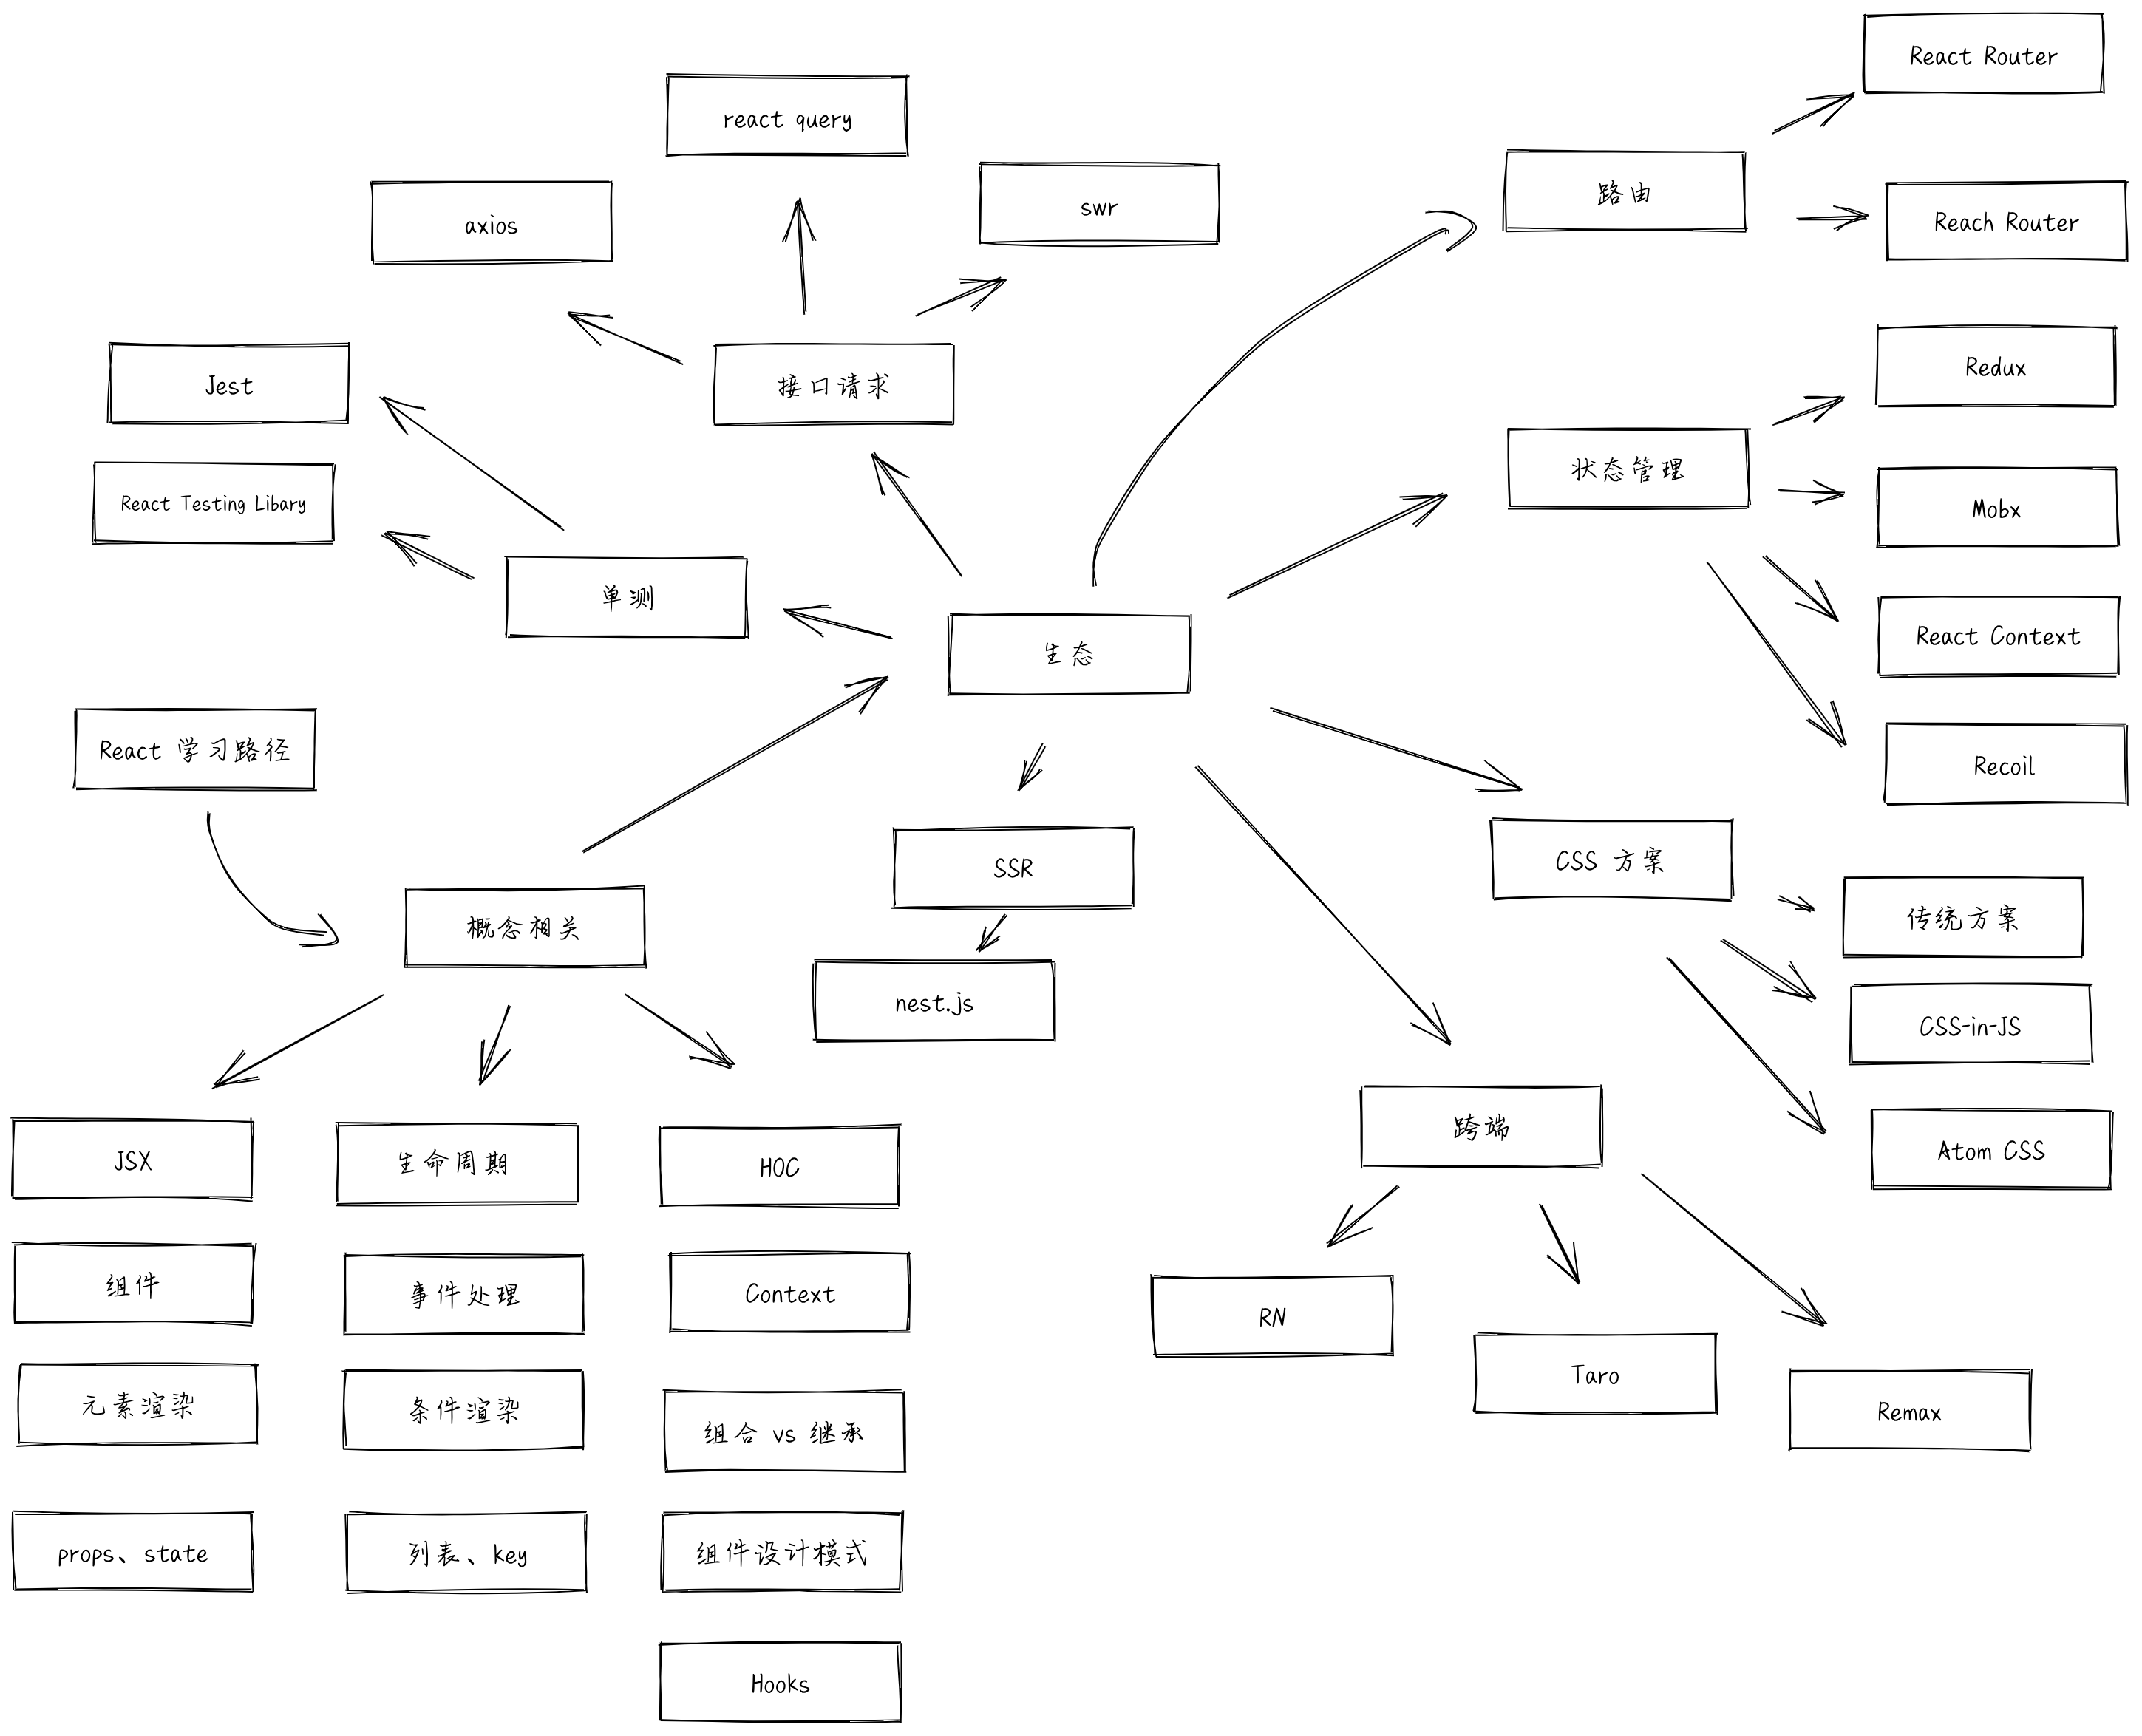 React Router
react query
路由
axios
swr
Reach Router
Jest
接口请求
Redux
状态管理
React Testing Libary
Mobx
单测
生态
React Context
React 学习路径
Recoil
SSR
CSS 方案
概念相关
传统方案
nest.js
CSS-in-JS
跨端
Atom CSS
JSX
生命周期
HOC
组件
事件处理
Context
RN
Taro
元素渲染
条件渲染
组合 vs 继承
Remax
props、state
列表、key
组件设计模式
Hooks